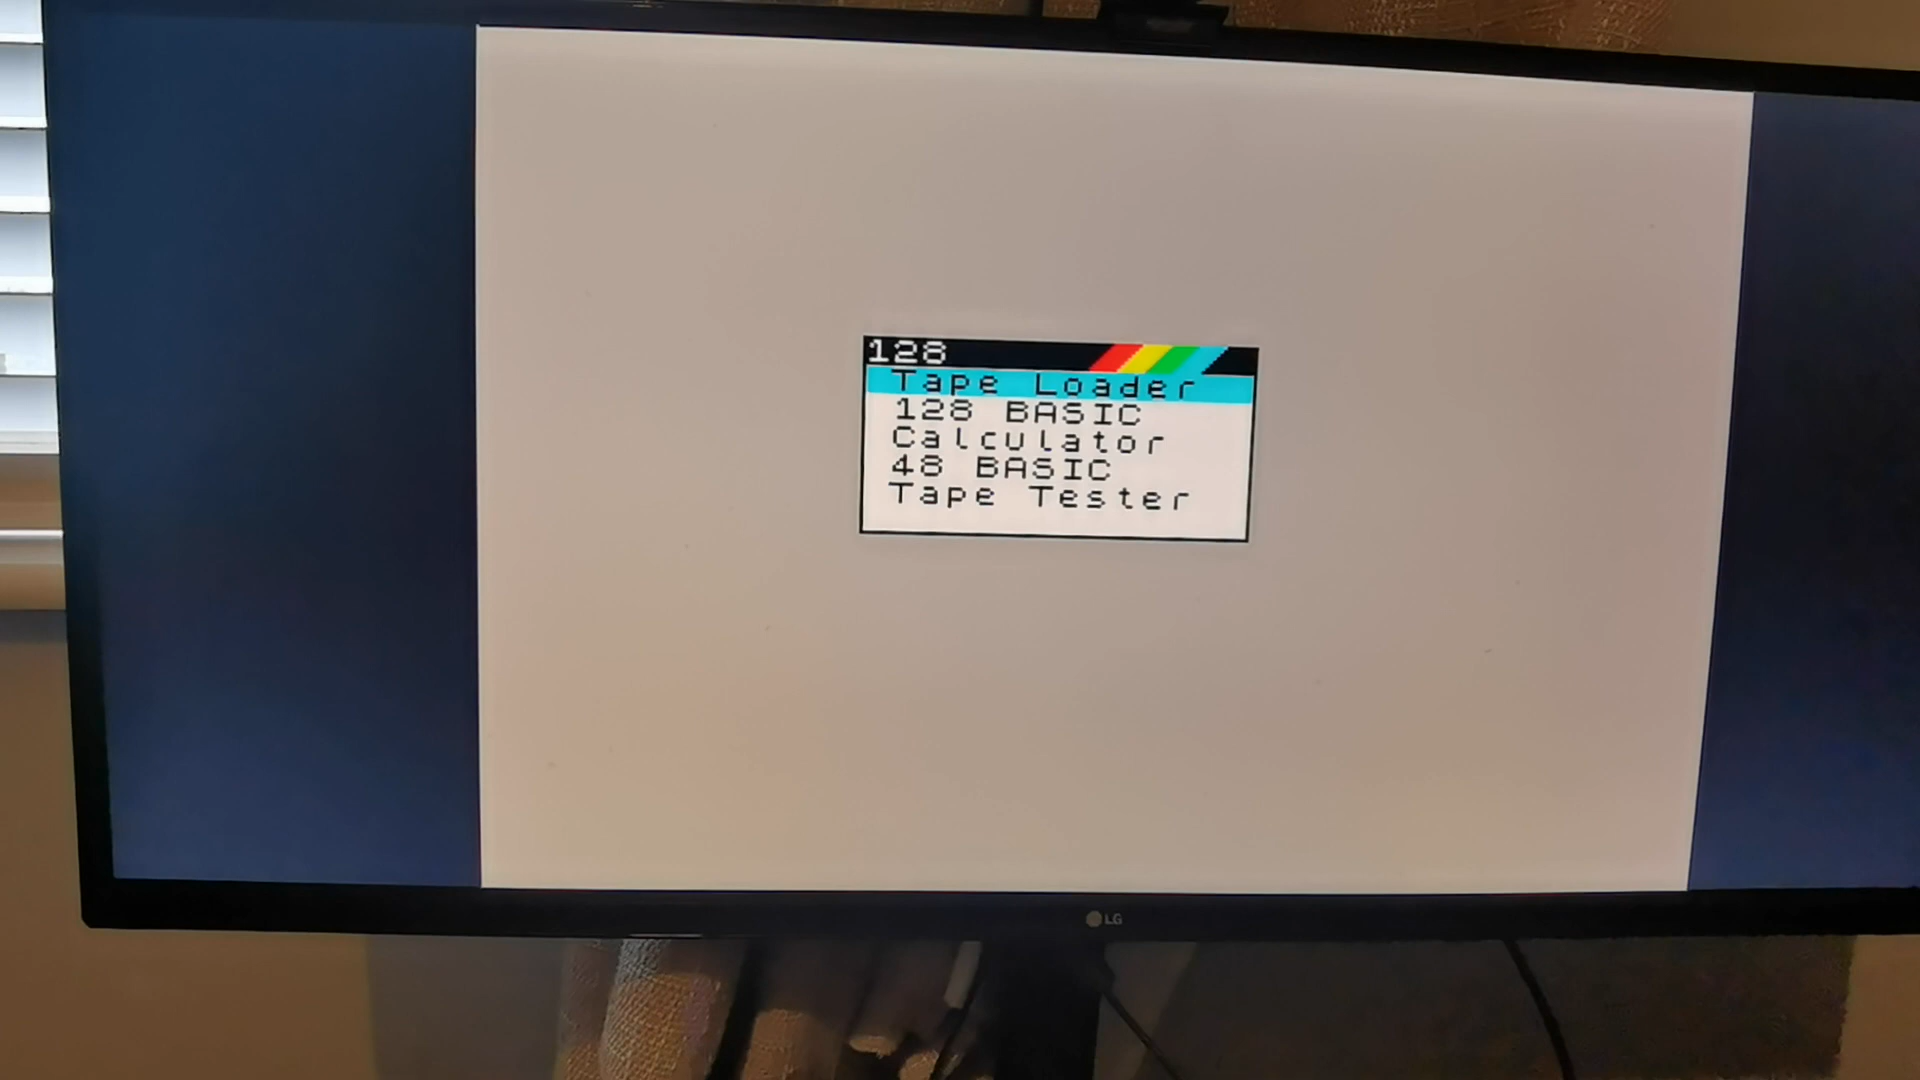 128
Tape Loader
128 BASIC
Calculator
48 BASIC
Tape Tester
LG